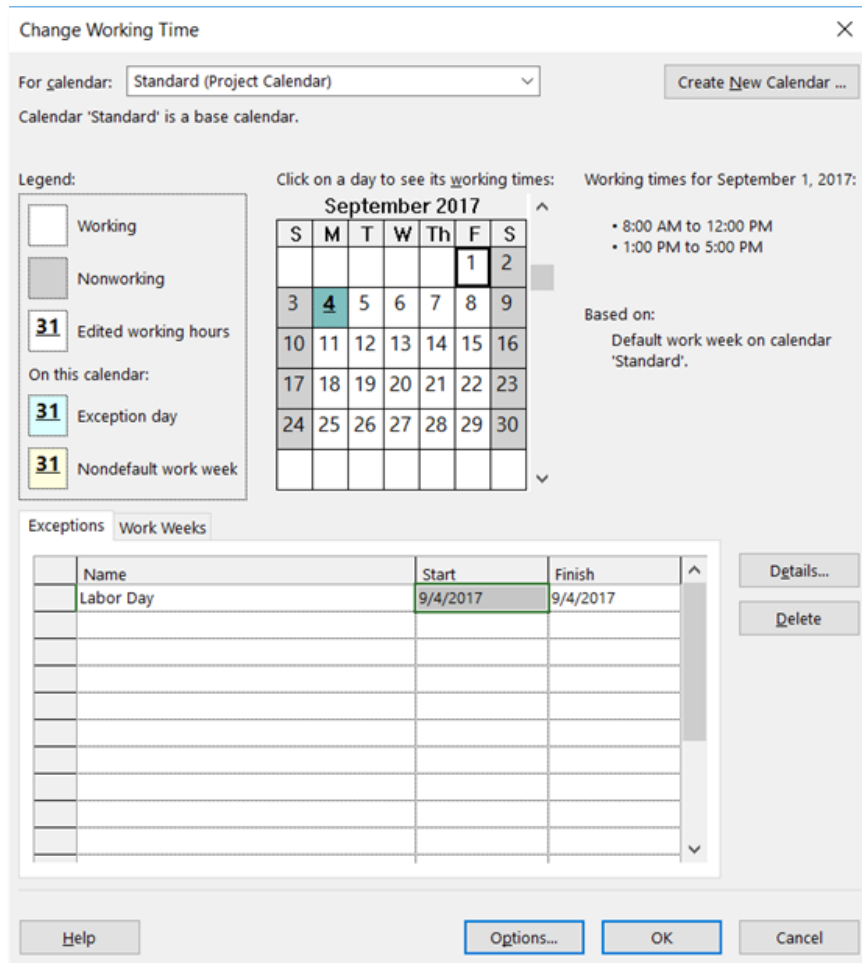 Change Working Time
For calendar: Standard (Project Calendar)
Create New Calendar ...
Calendar 'Standard' is a base calendar.
Legend:
Working
Nonworking
31 Edited working hours
On this calendar:
31 Exception day
31 Nondefault work week
Click on a day to see its working times:
September 2017
S M T W Th F S
1 2
3 4 5 6 7 8 9
10 11 12 13 14 15 16
17 18 19 20 21 22 23
24 25 26 27 28 29 30
Working times for September 1, 2017:
• 8:00 AM to 12:00 PM
• 1:00 PM to 5:00 PM
Based on:
Default work week on calendar
'Standard'.
Exceptions Work Weeks
Name Start Finish
Labor Day 9/4/2017 9/4/2017
Details...
Delete
Help Options... OK Cancel